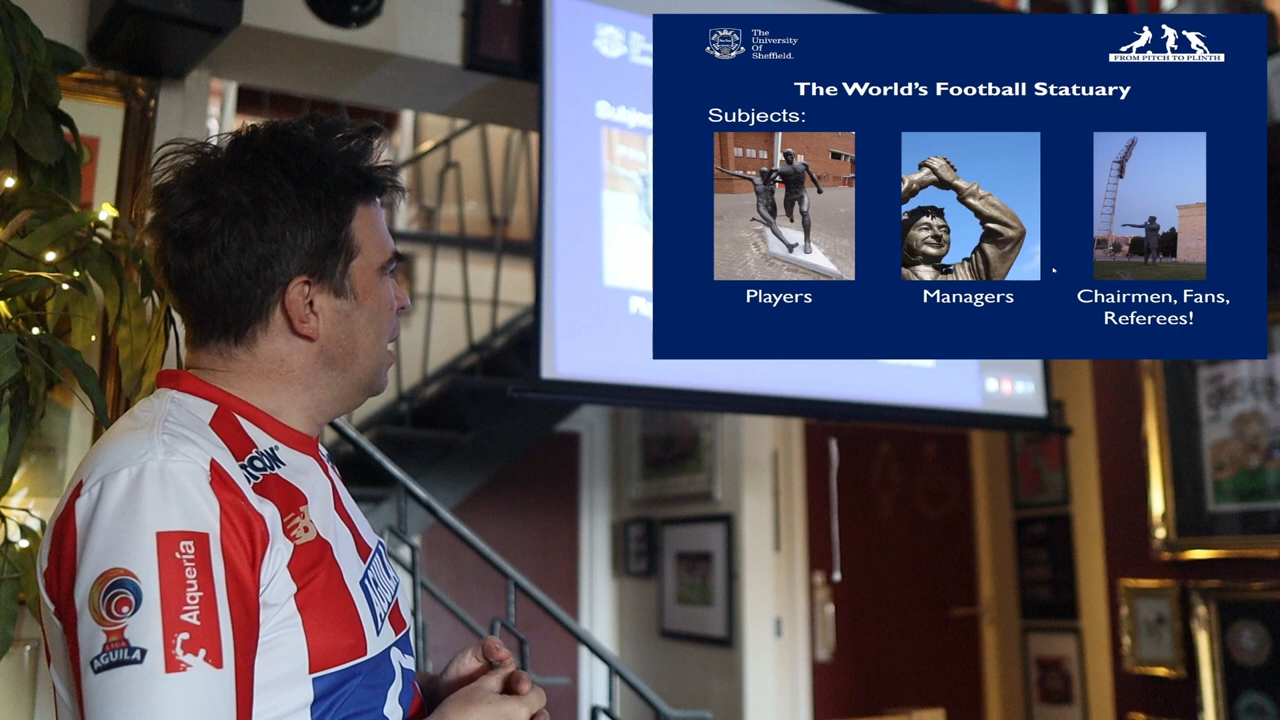 The
University
Of
Sheffield.
FROM PITCH TO PLINTH
The World's Football Statuary
Subjects:
Players
Managers
Chairmen, Fans,
Referees!
Alquería
LIGA
AGUILA